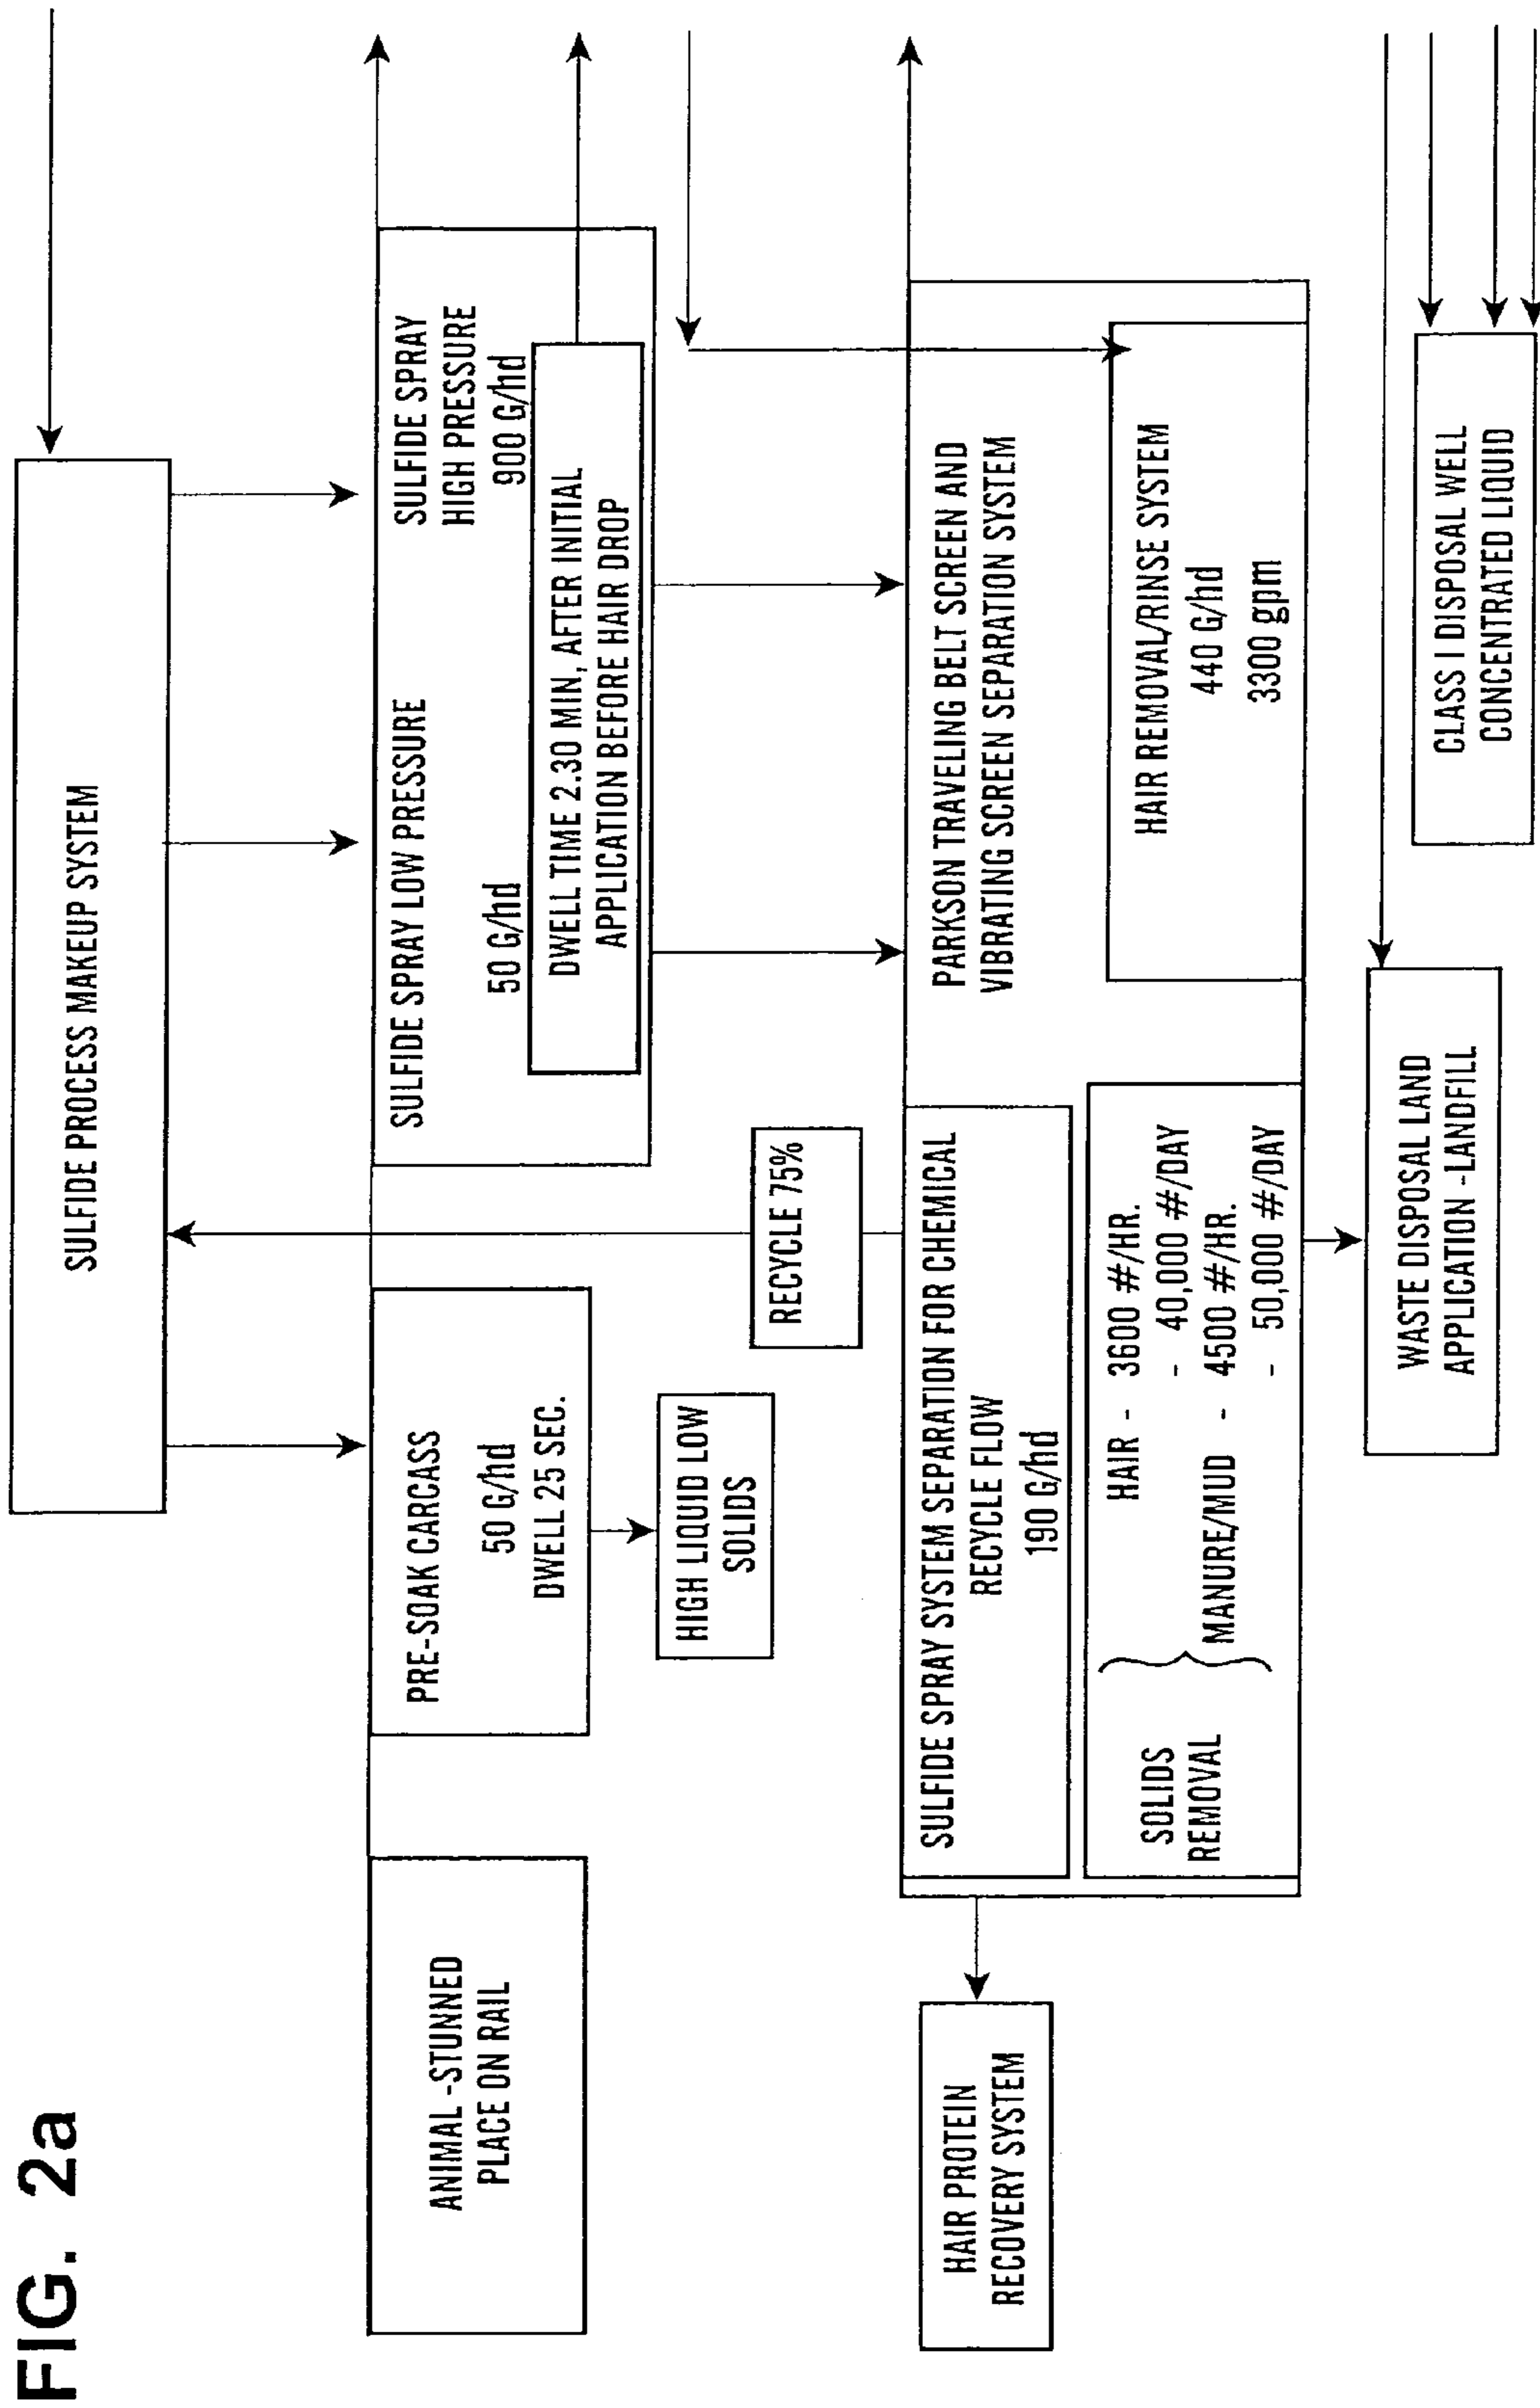 FIG. 2a
SULFIDE PROCESS MAKEUP SYSTEM
ANIMAL -STUNNED
PLACE ON RAIL
PRE-SOAK CARCASS
50 G/hd
DWELL 25 SEC.
HIGH LIQUID LOW
SOLIDS
SULFIDE SPRAY LOW PRESSURE
50 G/hd
SULFIDE SPRAY
HIGH PRESSURE
900 G/hd
DWELL TIME 2.30 MIN, AFTER INITIAL
APPLICATION BEFORE HAIR DROP
RECYCLE 75%
HAIR PROTEIN
RECOVERY SYSTEM
SULFIDE SPRAY SYSTEM SEPARATION FOR CHEMICAL
RECYCLE FLOW
190 G/hd
SOLIDS
REMOVAL
HAIR - 3600 #/HR.
- 40,000 #/DAY
MANURE/MUD - 4500 #/HR.
- 50,000 #/DAY
PARKSON TRAVELING BELT SCREEN AND
VIBRATING SCREEN SEPARATION SYSTEM
HAIR REMOVAL/RINSE SYSTEM
440 G/hd
3300 gpm
WASTE DISPOSAL LAND
APPLICATION -LANDFILL
CLASS I DISPOSAL WELL
CONCENTRATED LIQUID